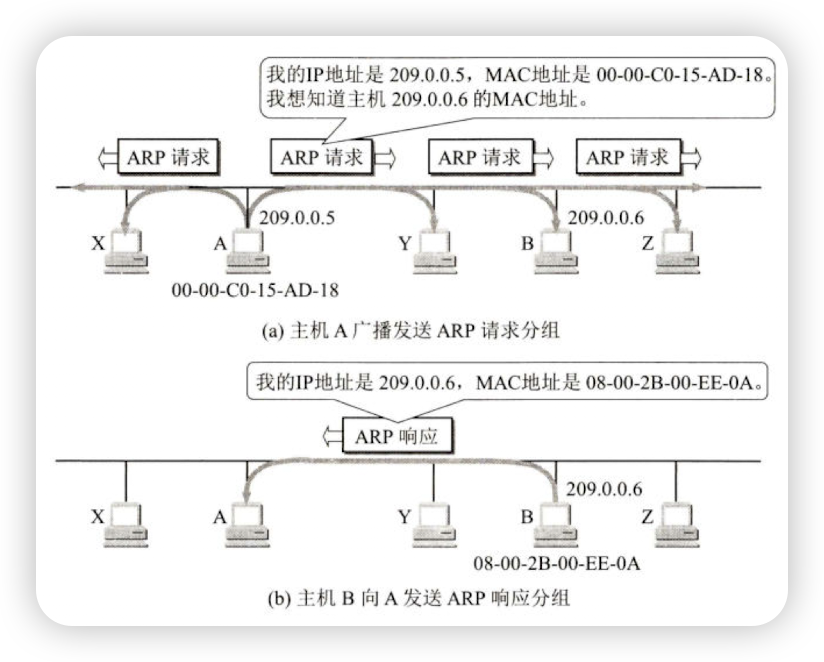 我的IP地址是 209.0.0.5，MAC地址是 00-00-C0-15-AD-18。
我想知道主机 209.0.0.6 的MAC地址。
ARP 请求
ARP 请求
ARP 请求
ARP 请求
209.0.0.5
209.0.0.6
X
A
Y
B
Z
00-00-C0-15-AD-18
(a) 主机 A 广播发送 ARP 请求分组
我的IP地址是 209.0.0.6，MAC地址是 08-00-2B-00-EE-0A。
ARP 响应
209.0.0.6
X
A
Y
B
Z
08-00-2B-00-EE-0A
(b) 主机 B 向 A 发送 ARP 响应分组